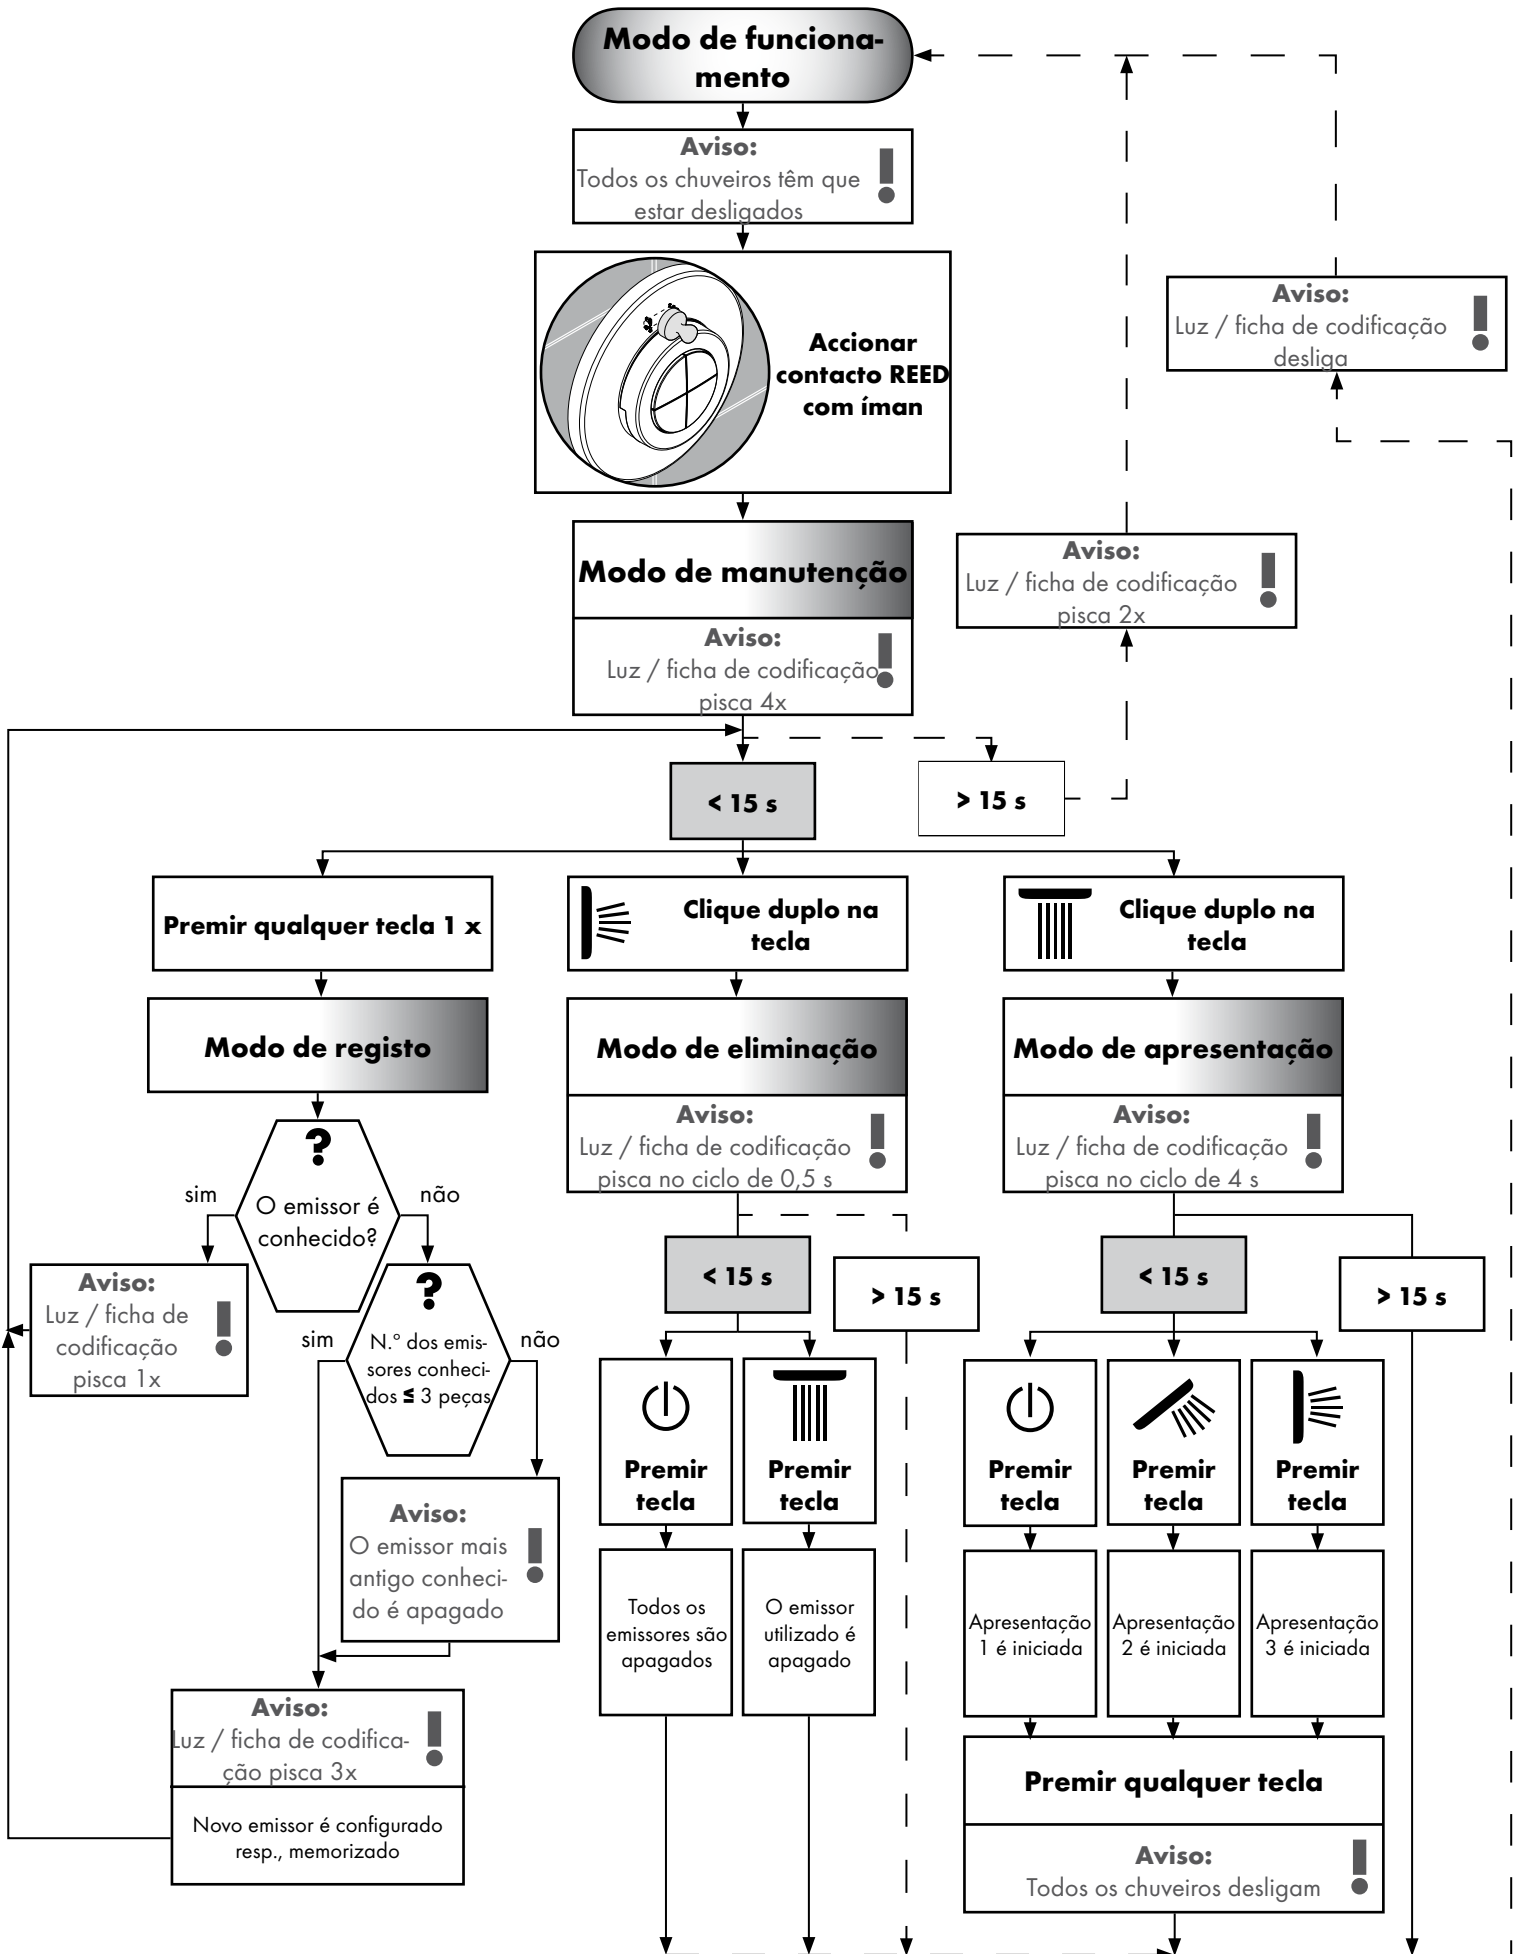 Modo de funciona-
mento
Aviso:
Todos os chuveiros têm que
estar desligados
Accionar
contacto REED
com íman
Aviso:
Luz / ficha de codificação
desliga
Modo de manutenção
Aviso:
Luz / ficha de codificação
pisca 4x
Aviso:
Luz / ficha de codificação
pisca 2x
< 15 s
> 15 s
Premir qualquer tecla 1 x
Clique duplo na
tecla
Clique duplo na
tecla
Modo de registo
Modo de eliminação
Aviso:
Luz / ficha de codificação
pisca no ciclo de 0,5 s
Modo de apresentação
Aviso:
Luz / ficha de codificação
pisca no ciclo de 4 s
?
O emissor é
conhecido?
sim
não
Aviso:
Luz / ficha de
codificação
pisca 1x
?
N.º dos emis-
sores conheci-
dos ≤ 3 peças
sim
não
Aviso:
O emissor mais
antigo conheci-
do é apagado
Aviso:
Luz / ficha de codifica-
ção pisca 3x
Novo emissor é configurado
resp., memorizado
< 15 s
> 15 s
Premir
tecla
Premir
tecla
Todos os
emissores são
apagados
O emissor
utilizado é
apagado
< 15 s
> 15 s
Premir
tecla
Premir
tecla
Premir
tecla
Apresentação
1 é iniciada
Apresentação
2 é iniciada
Apresentação
3 é iniciada
Premir qualquer tecla
Aviso:
Todos os chuveiros desligam